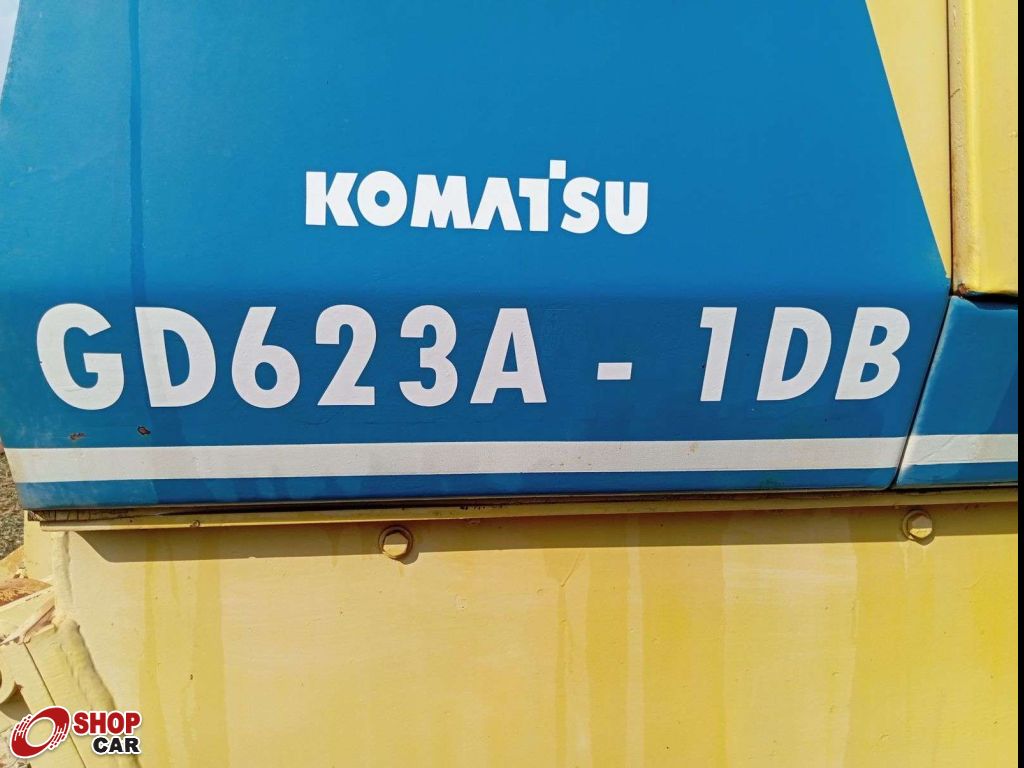 KOMATSU
GD623A - 1DB
SHOP
CAR